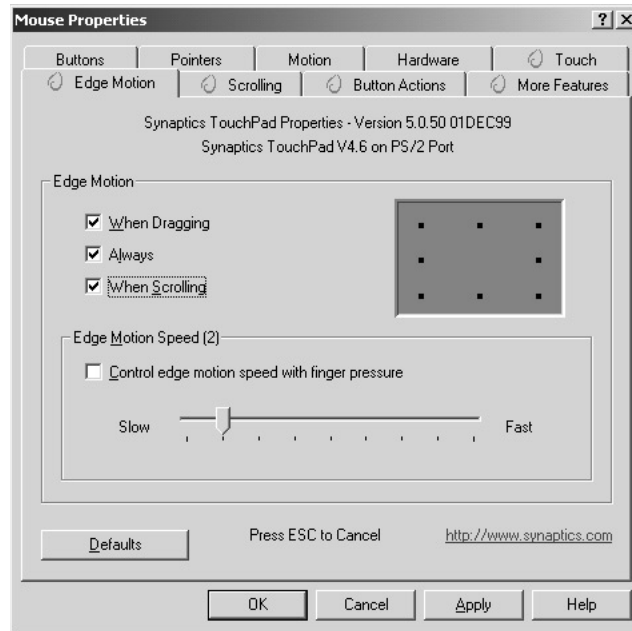 Mouse Properties
Buttons Pointers Motion Hardware Touch
Edge Motion Scrolling Button Actions More Features
Synaptics TouchPad Properties - Version 5.0.50 01DEC99
Synaptics TouchPad V4.6 on PS/2 Port
Edge Motion
When Dragging
Always
When Scrolling
Edge Motion Speed (2)
Control edge motion speed with finger pressure
Slow Fast
Defaults Press ESC to Cancel http://www.synaptics.com
OK Cancel Apply Help